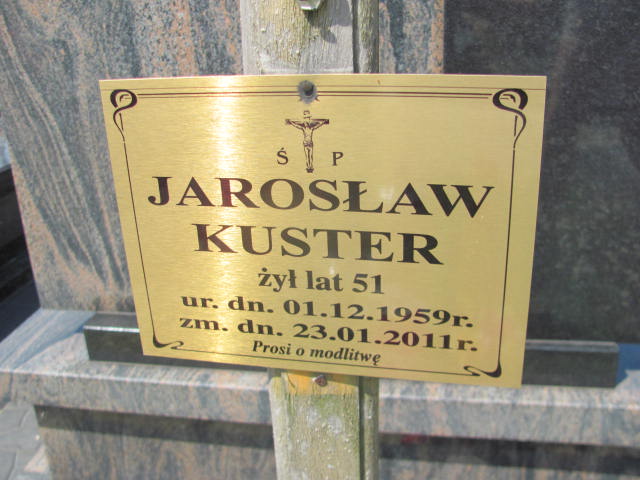 Ś P
JAROSŁAW
KUSTER
żył lat 51
ur. dn. 01.12.1959r.
zm. dn. 23.01.2011r.
Prosi o modlitwę